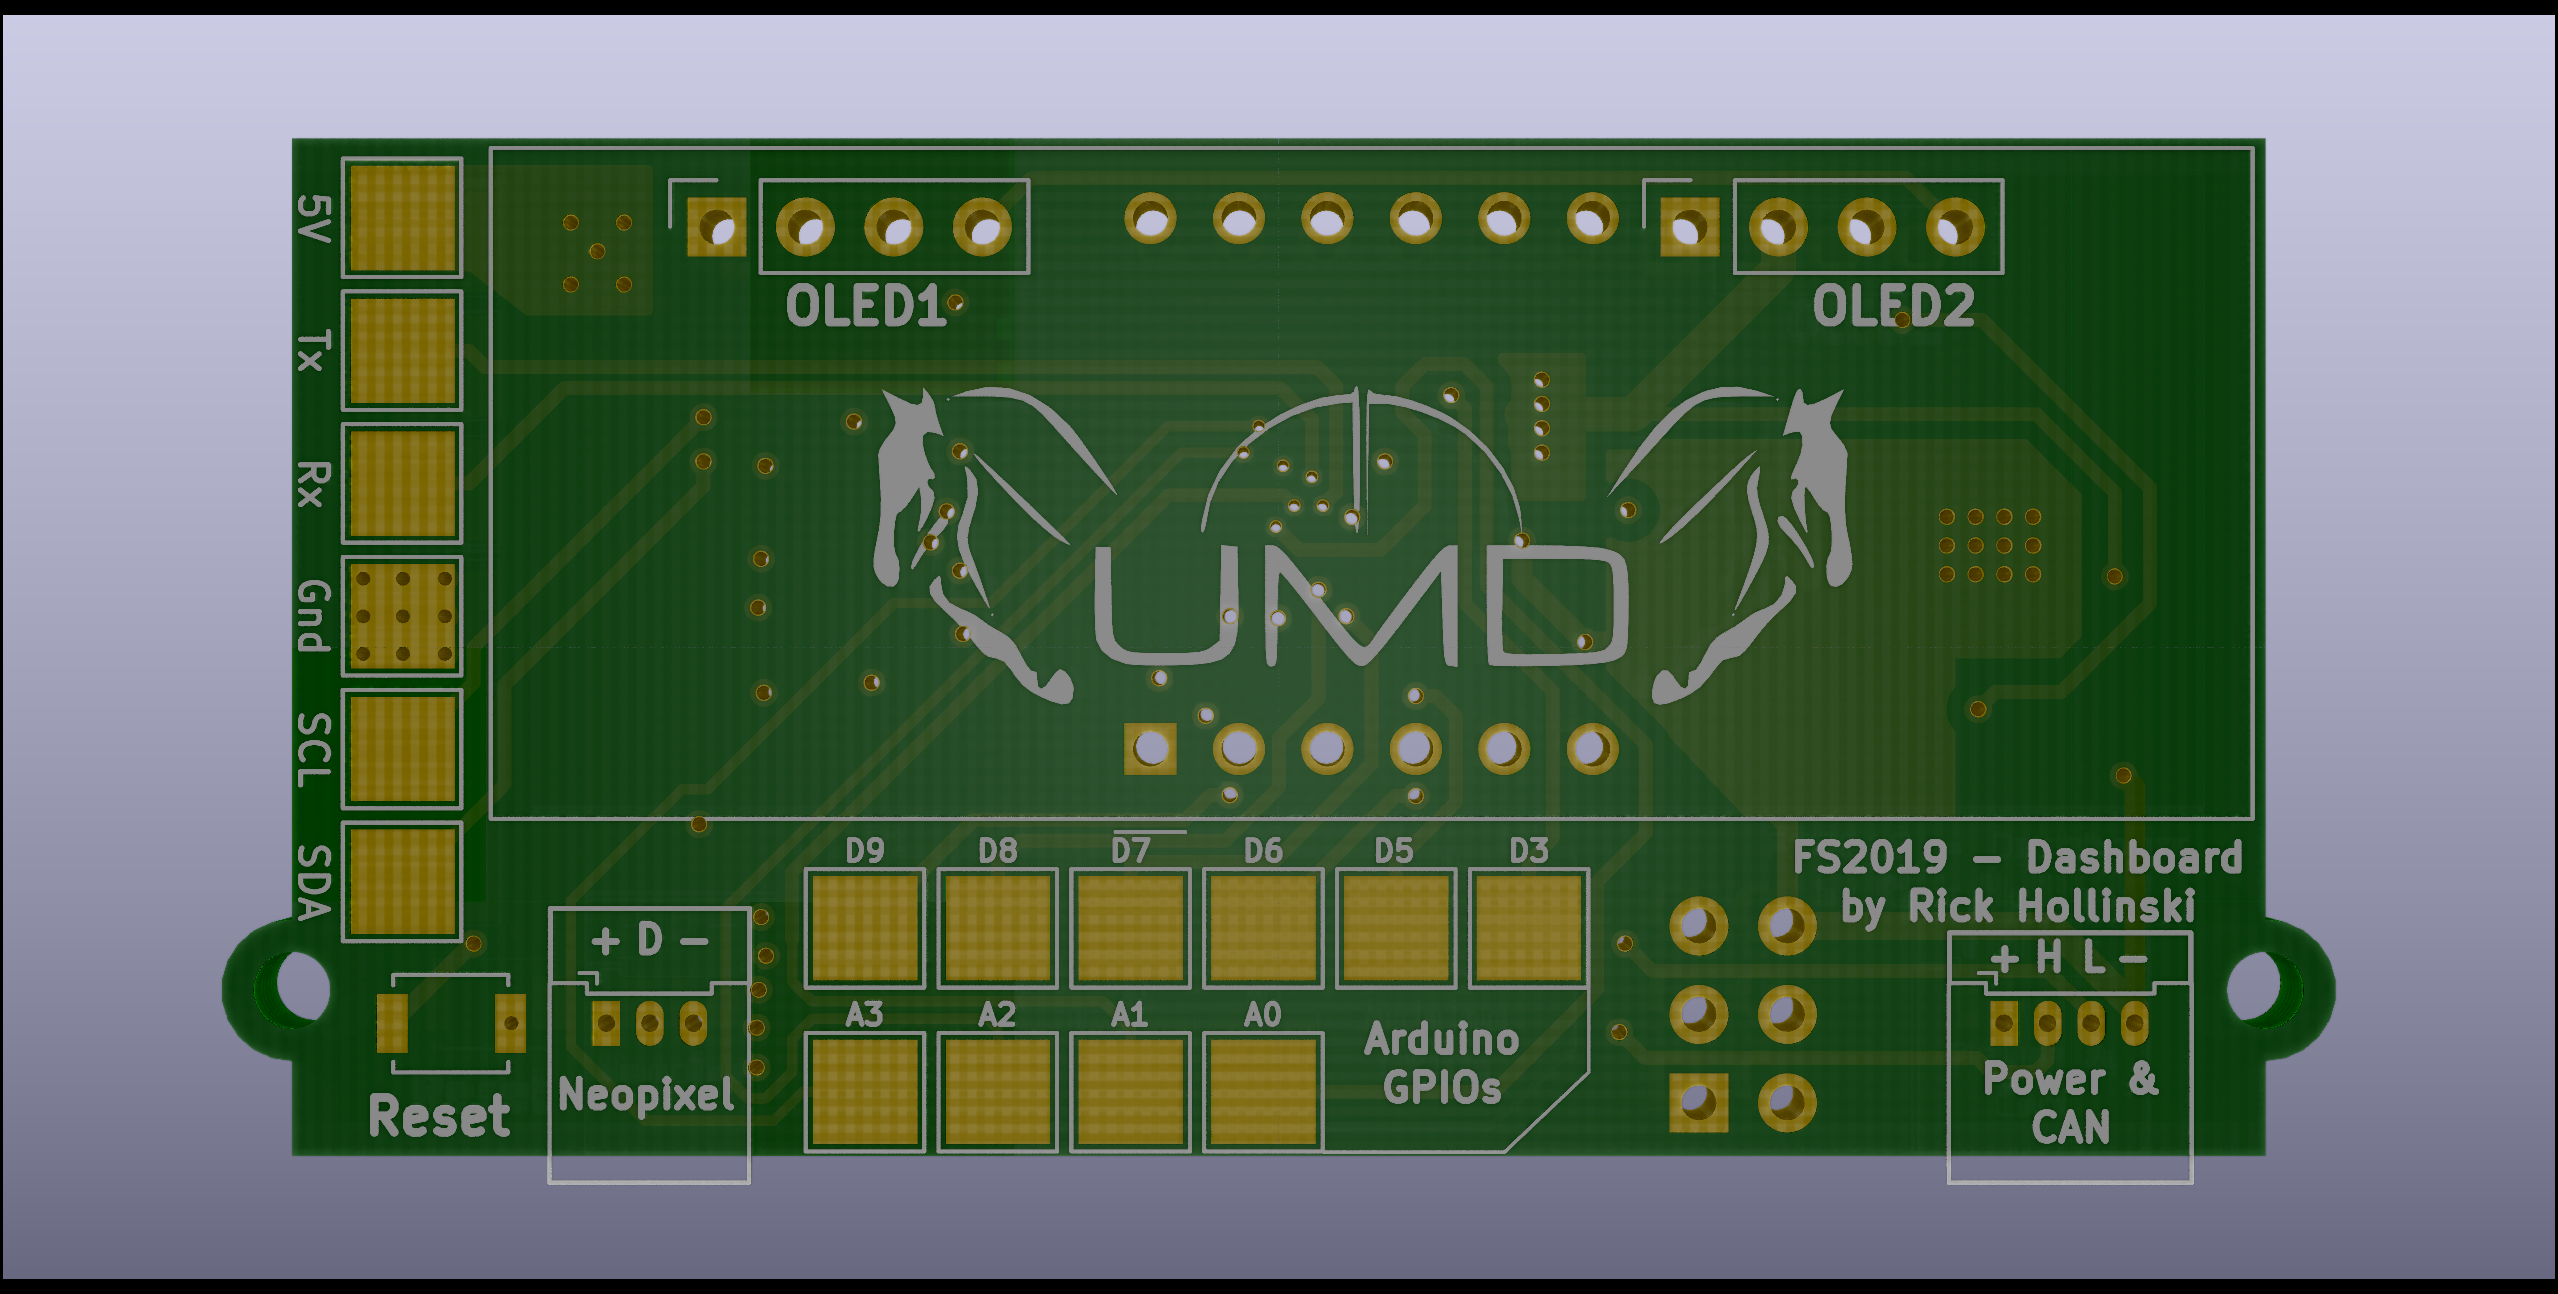 5V
Tx
Rx
Gnd
SCL
SDA
OLED1
OLED2
UMD
D9
D8
D7
D6
D5
D3
FS2019 – Dashboard
by Rick Hollinski
+ D –
+ H L –
A3
A2
A1
A0
Arduino
GPIOs
Neopixel
Reset
Power &
CAN